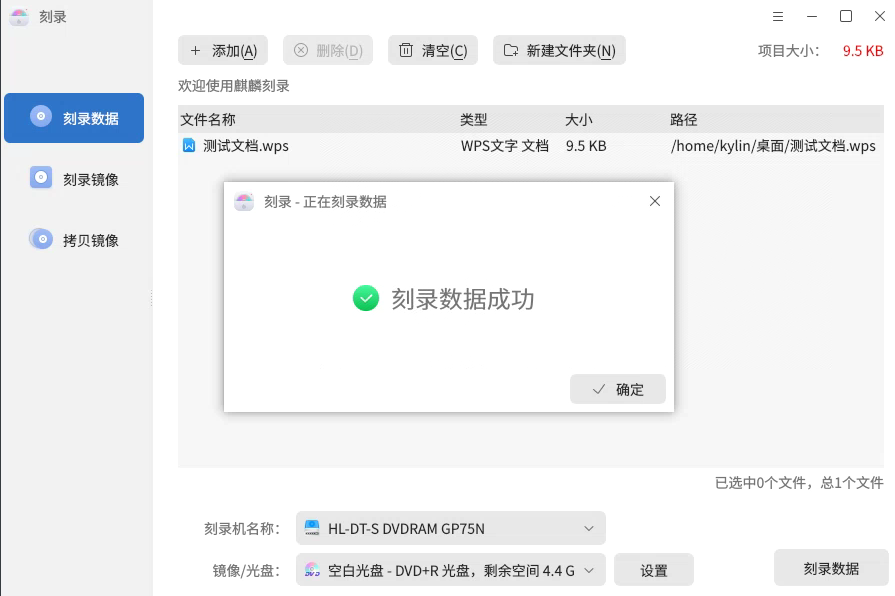 刻录
添加(A) 删除(D) 清空(C) 新建文件夹(N) 项目大小： 9.5 KB
欢迎使用麒麟刻录
刻录数据
刻录镜像
拷贝镜像
文件名称 类型 大小 路径
测试文档.wps WPS文字 文档 9.5 KB /home/kylin/桌面/测试文档.wps
刻录 - 正在刻录数据
刻录数据成功
确定
已选中0个文件，总1个文件
刻录机名称： HL-DT-S DVDRAM GP75N
镜像/光盘： 空白光盘 - DVD+R 光盘，剩余空间 4.4 G 设置 刻录数据